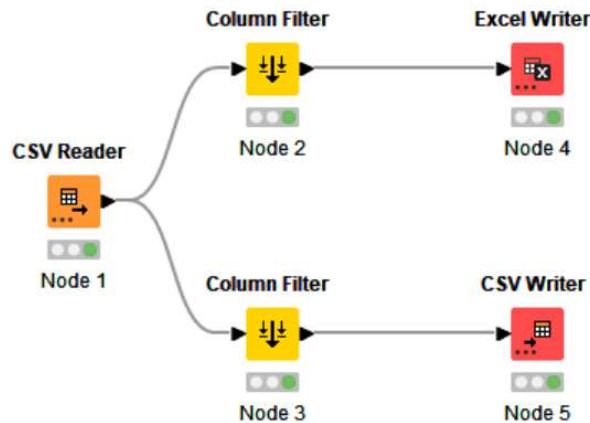 Column Filter
Excel Writer
Node 2
Node 4
CSV Reader
Node 1
Column Filter
CSV Writer
Node 3
Node 5